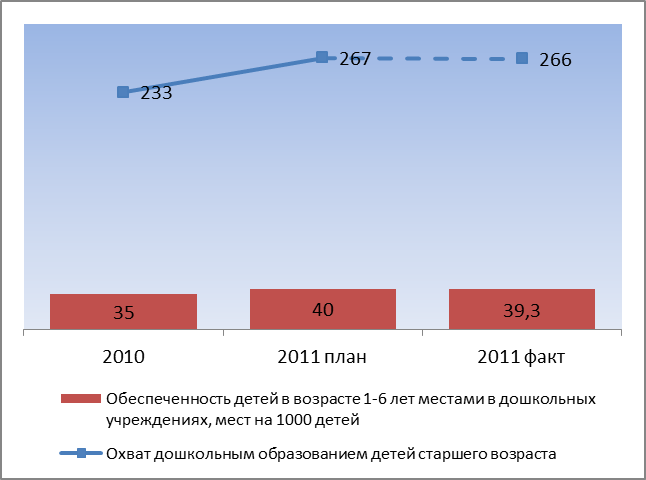 233
267
266
35
40
39,3
2010
2011 план
2011 факт
Обеспеченность детей в возрасте 1-6 лет местами в дошкольных
учреждениях, мест на 1000 детей
Охват дошкольным образованием детей старшего возраста